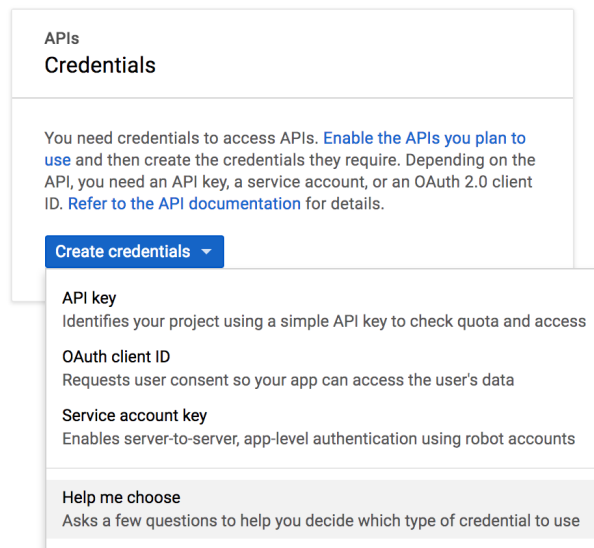 APIs
Credentials
You need credentials to access APIs. Enable the APIs you plan to
use and then create the credentials they require. Depending on the
API, you need an API key, a service account, or an OAuth 2.0 client
ID. Refer to the API documentation for details.
Create credentials
API key
Identifies your project using a simple API key to check quota and access
OAuth client ID
Requests user consent so your app can access the user's data
Service account key
Enables server-to-server, app-level authentication using robot accounts
Help me choose
Asks a few questions to help you decide which type of credential to use